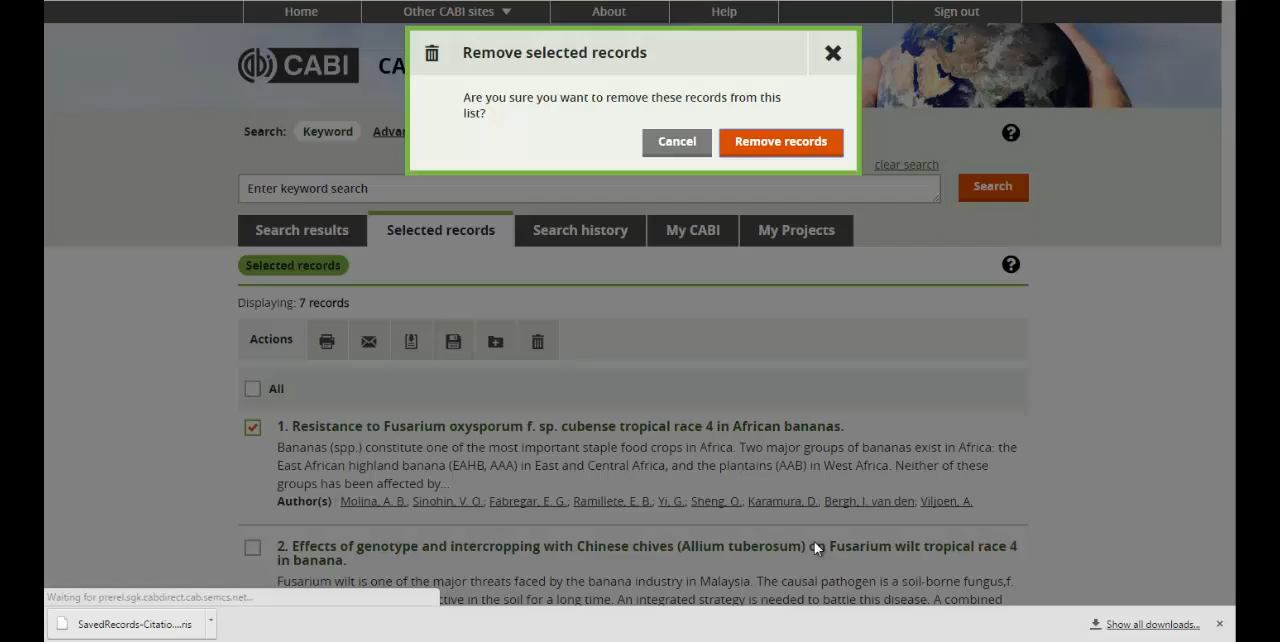 Home Other CABI sites About Help Sign out
Remove selected records
CABI CA
Are you sure you want to remove these records from this
list?
Search: Keyword Advan
Cancel Remove records
clear search
Enter keyword search
Search
Search results Selected records Search history My CABI My Projects
Selected records
Displaying: 7 records
Actions
All
1. Resistance to Fusarium oxysporum f. sp. cubense tropical race 4 in African bananas.
Bananas (spp.) constitute one of the most important staple food crops in Africa. Two major groups of bananas exist in Africa: the
East African highland banana (EAHB, AAA) in East and Central Africa, and the plantains (AAB) in West Africa. Neither of these
groups has been affected by...
Author(s) : Molina, A. B.; Sinohin, V. O.; Fabregar, E. G.; Ramillete, E. B.; Yi, G.; Sheng, O.; Karamura, D.; Bergh, I. van den; Viljoen, A.
2. Effects of genotype and intercropping with Chinese chives (Allium tuberosum) on Fusarium wilt tropical race 4
in banana.
Fusarium wilt is one of the major threats faced by the banana industry in Malaysia. The causal pathogen is a soil-borne fungus,f.
Waiting for prerel.sgk.cabdirect.cab.semcs.net...
ctive in the soil for a long time. An integrated strategy is needed to battle this disease. A combined
SavedRecords-Citatio....ris
Show all downloads...